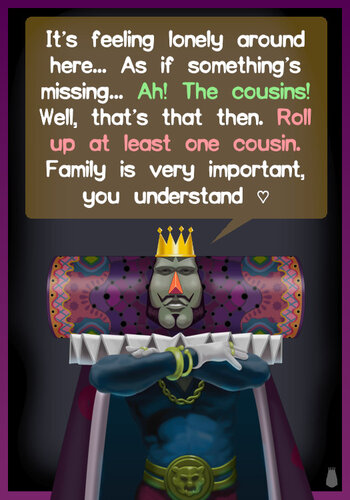 It's feeling lonely around
here... As if something's
missing... Ah! The cousins!
Well, that's that then. Roll
up at least one cousin.
Family is very important,
you understand ♡